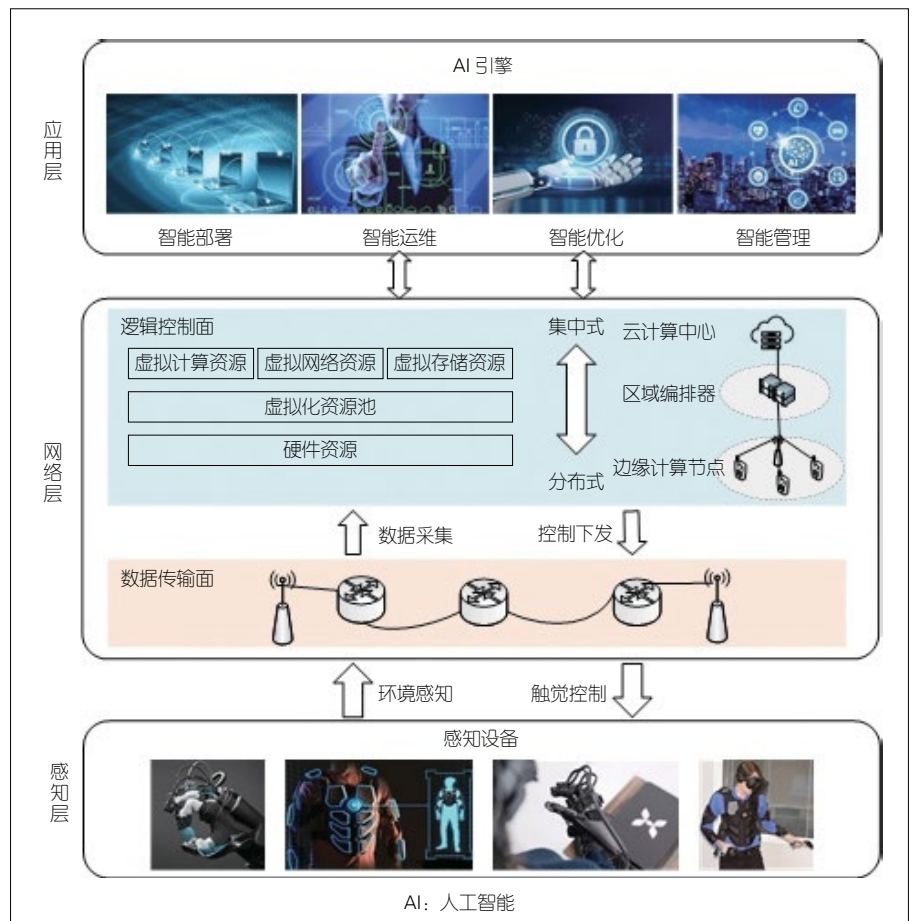 应用层
AI 引擎
智能部署 智能运维 智能优化 智能管理
网络层
逻辑控制面
虚拟计算资源 虚拟网络资源 虚拟存储资源
虚拟化资源池
硬件资源
集中式
分布式
云计算中心
区域编排器
边缘计算节点
数据采集 控制下发
数据传输面
环境感知 触觉控制
感知层
感知设备
AI：人工智能